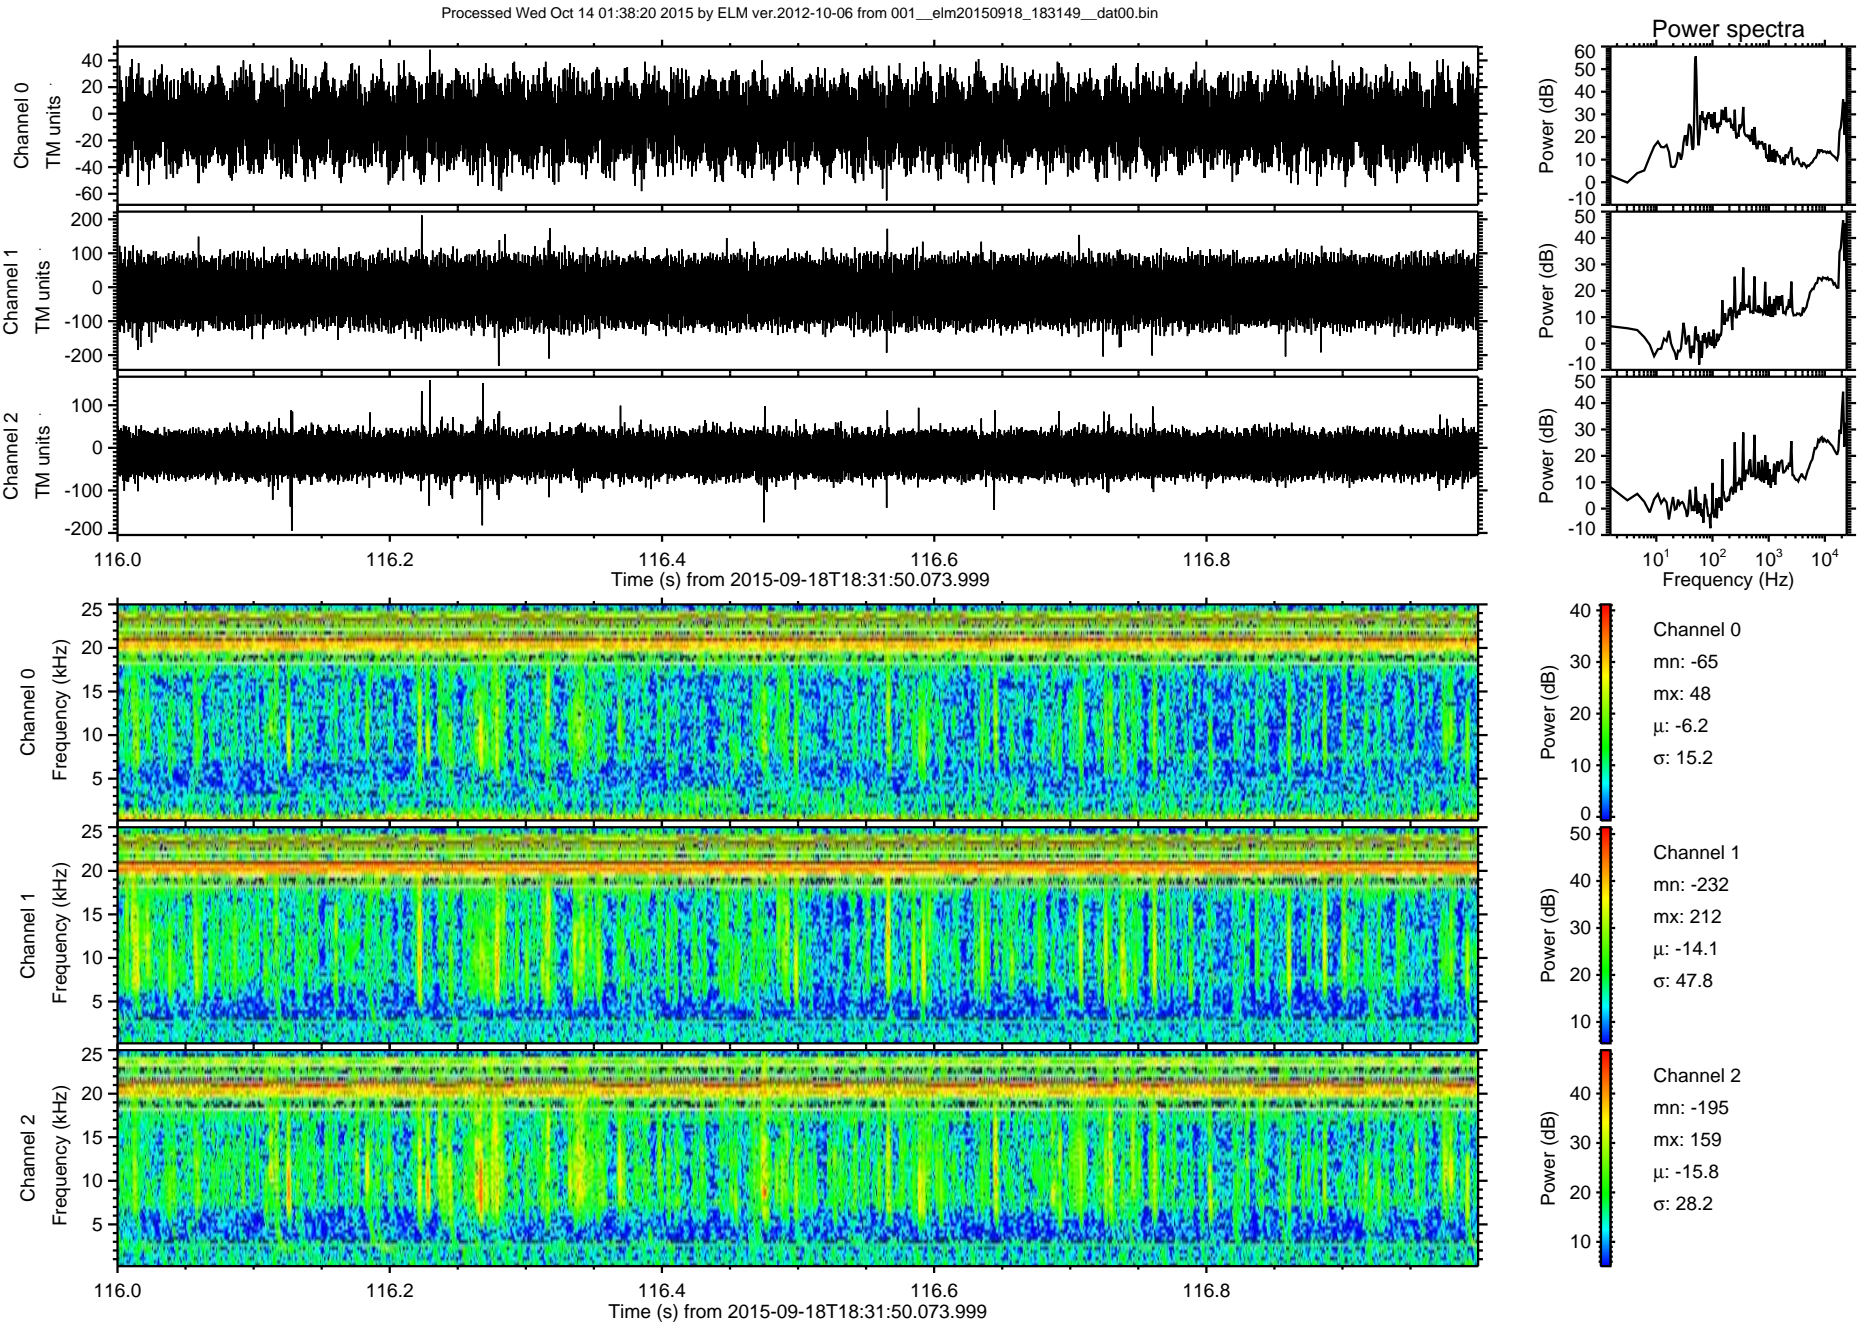 Processed Wed Oct 14 01:38:20 2015 by ELM ver.2012-10-06 from 001__elm20150918_183149__dat00.bin
Power spectra
Channel 0
TM units
40
20
0
-20
-40
-60
Power (dB)
60
50
40
30
20
10
0
-10
Channel 1
TM units
200
100
0
-100
-200
Power (dB)
50
40
30
20
10
0
-10
Channel 2
TM units
100
0
-100
-200
Power (dB)
50
40
30
20
10
0
-10
116.0 116.2 116.4 116.6 116.8
Time (s) from 2015-09-18T18:31:50.073.999
10^1 10^2 10^3 10^4
Frequency (Hz)
Channel 0
Frequency (kHz)
25
20
15
10
5
Power (dB)
40
30
20
10
0
Channel 0
mn: -65
mx: 48
μ: -6.2
σ: 15.2
Channel 1
Frequency (kHz)
25
20
15
10
5
Power (dB)
50
40
30
20
10
Channel 1
mn: -232
mx: 212
μ: -14.1
σ: 47.8
Channel 2
Frequency (kHz)
25
20
15
10
5
Power (dB)
40
30
20
10
Channel 2
mn: -195
mx: 159
μ: -15.8
σ: 28.2
116.0 116.2 116.4 116.6 116.8
Time (s) from 2015-09-18T18:31:50.073.999